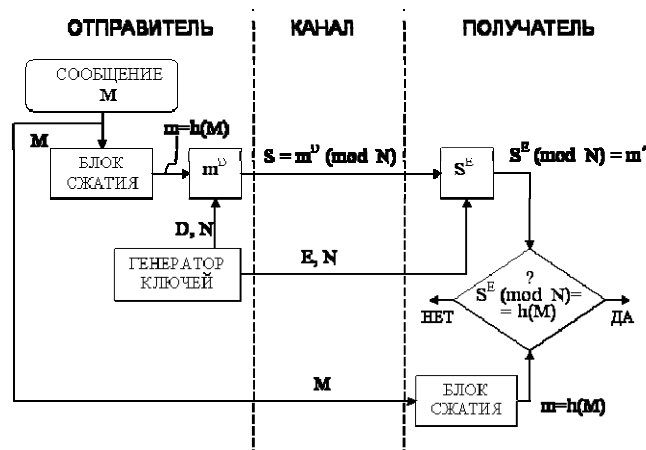 ОТПРАВИТЕЛЬ
КАНАЛ
ПОЛУЧАТЕЛЬ
СООБЩЕНИЕ
M
M
m=h(M)
БЛОК
СЖАТИЯ
m^D
S = m^D (mod N)
S^E
S^E (mod N) = m'
D, N
ГЕНЕРАТОР
КЛЮЧЕЙ
E, N
?
S^E (mod N)=
= h(M)
НЕТ
ДА
M
БЛОК
СЖАТИЯ
m=h(M)